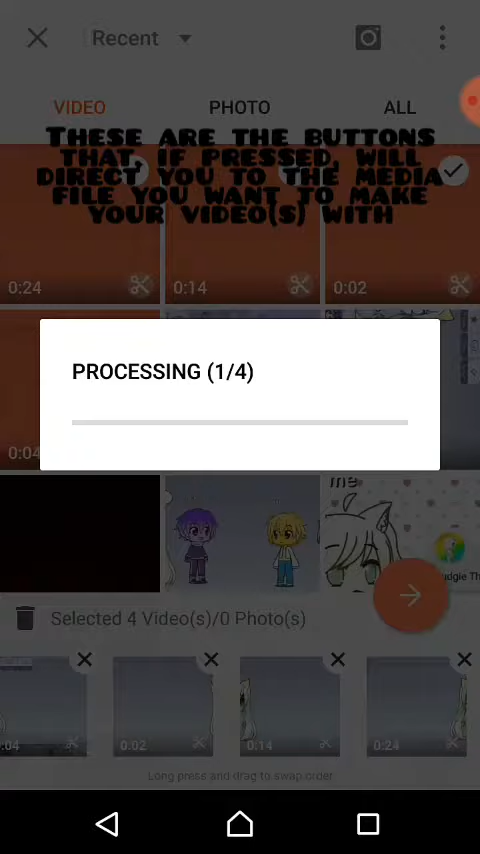 Recent
VIDEO PHOTO ALL
THESE ARE THE BUTTONS
THAT, IF PRESSED, WILL
DIRECT YOU TO THE MEDIA
FILE YOU WANT TO MAKE
YOUR VIDEO(S) WITH
0:24 0:14 0:02
PROCESSING (1/4)
0:04
me
udgie Th
Selected 4 Video(s)/0 Photo(s)
:04 0:02 0:14 0:24
Long press and drag to swap order